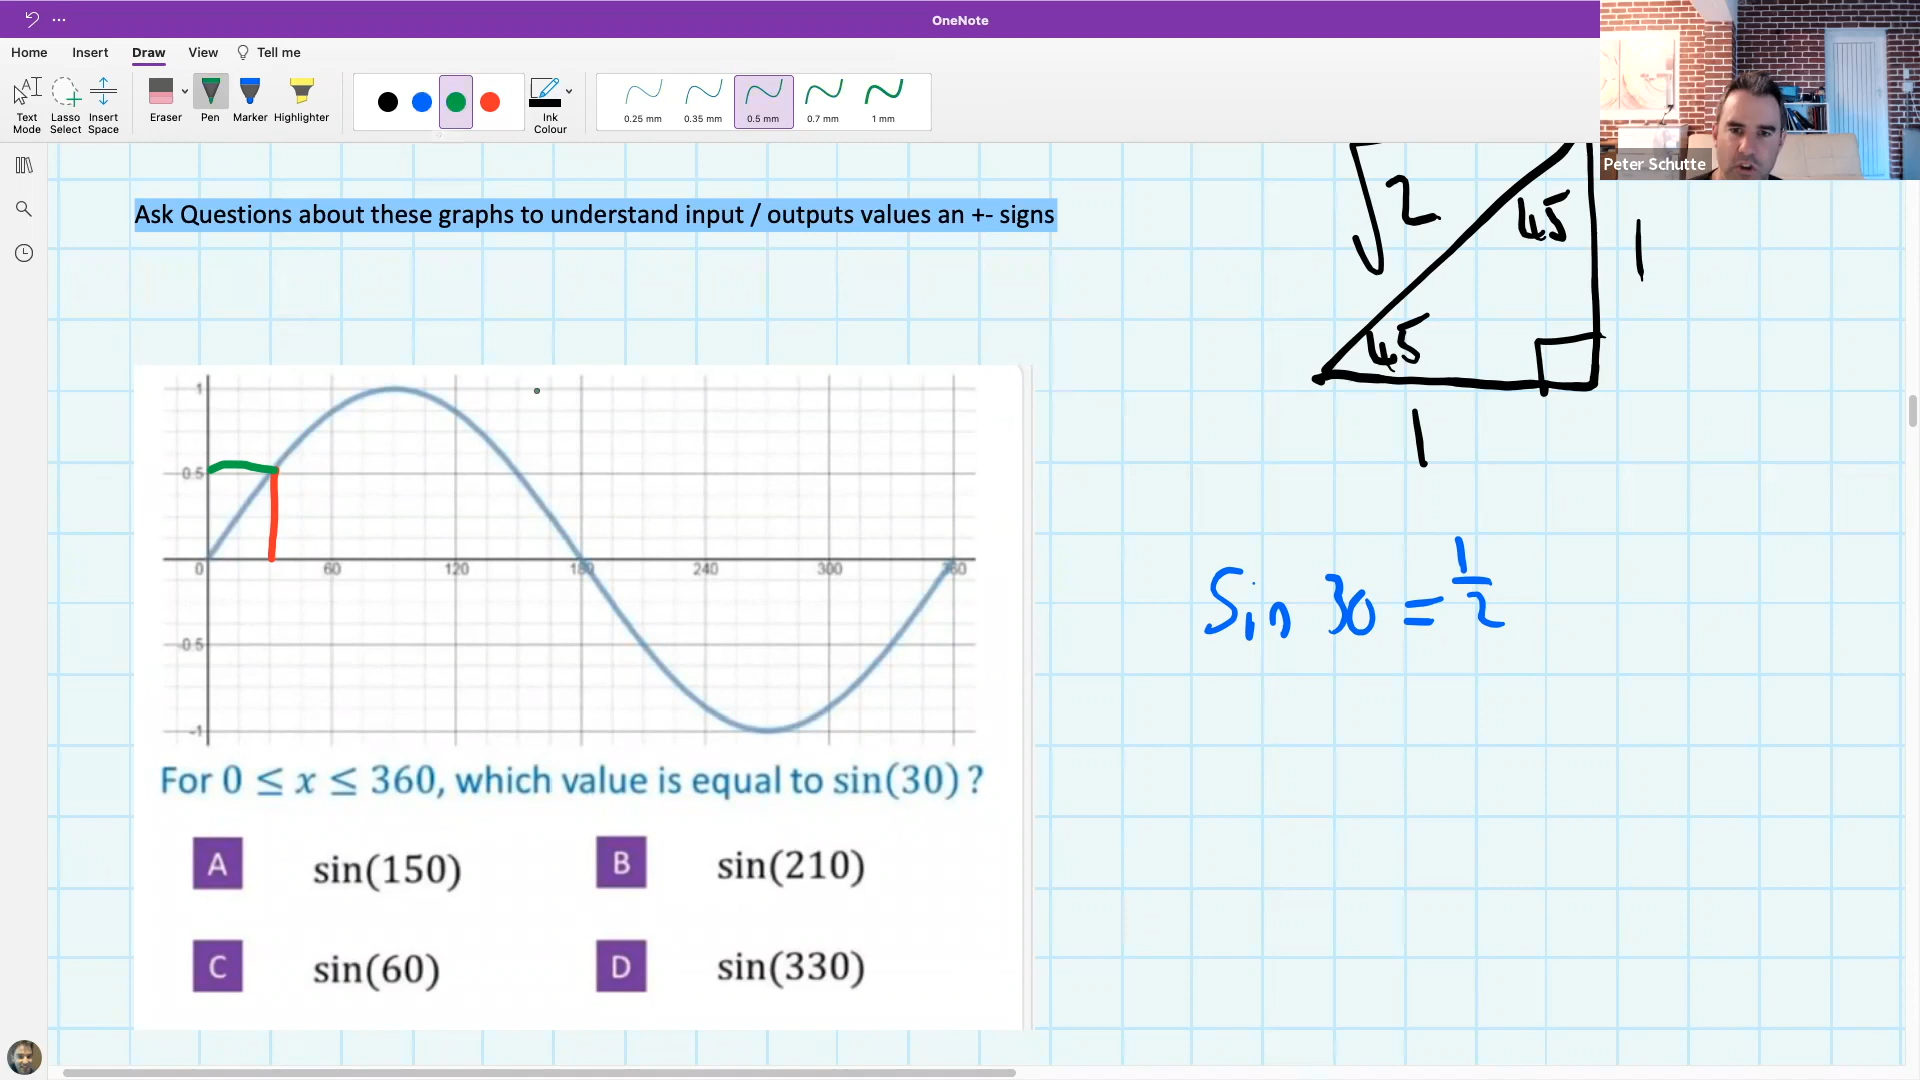 OneNote
Home Insert Draw View Tell me
Text Mode
Lasso Select
Insert Space
Eraser
Pen
Marker
Highlighter
Ink Colour
0.25 mm
0.35 mm
0.5 mm
0.7 mm
1 mm
Peter Schutte
Ask Questions about these graphs to understand input / outputs values an +- signs
√2
45
1
45
1
1
0.5
0 60 120 180 240 300 360
-0.5
-1
Sin 30 = 1/2
For 0 ≤ x ≤ 360, which value is equal to sin(30) ?
A sin(150)
B sin(210)
C sin(60)
D sin(330)